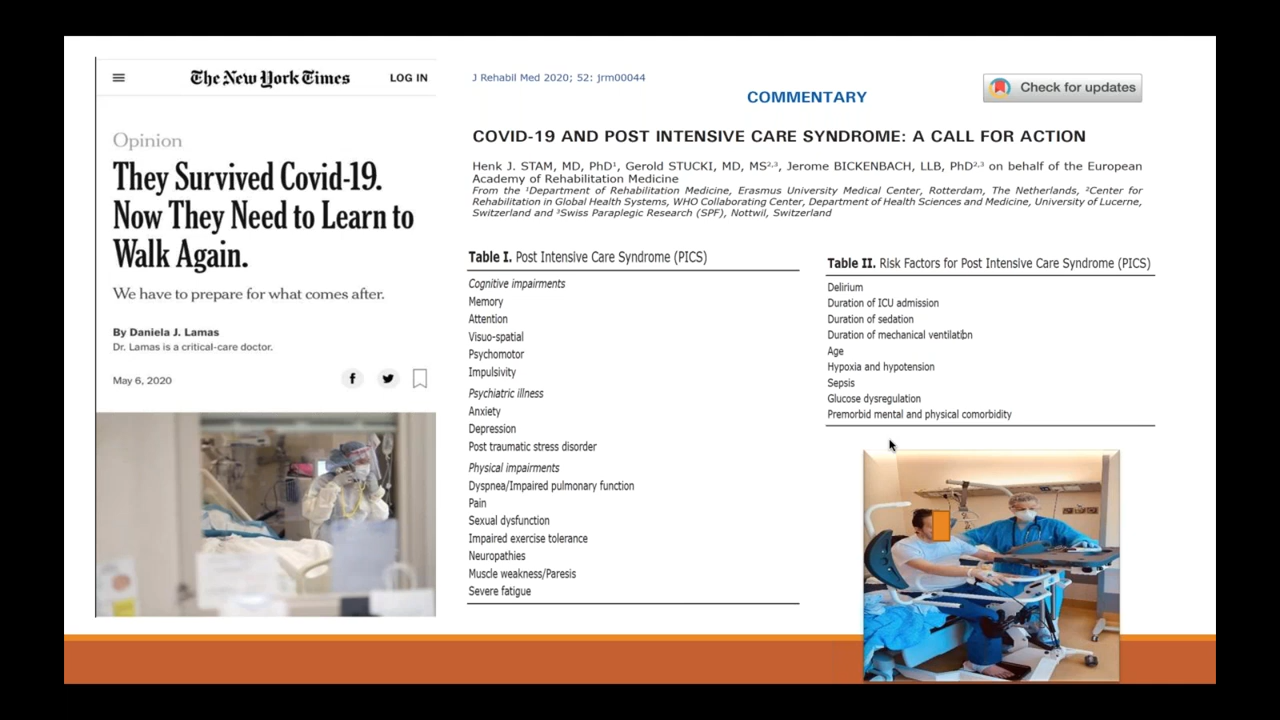 The New York Times
LOG IN
Opinion
They Survived Covid-19.
Now They Need to Learn to
Walk Again.
We have to prepare for what comes after.
By Daniela J. Lamas
Dr. Lamas is a critical-care doctor.
May 6, 2020
J Rehabil Med 2020; 52: jrm00044
COMMENTARY
Check for updates
COVID-19 AND POST INTENSIVE CARE SYNDROME: A CALL FOR ACTION
Henk J. STAM, MD, PhD¹, Gerold STUCKI, MD, MS²,³, Jerome BICKENBACH, LLB, PhD²,³ on behalf of the European
Academy of Rehabilitation Medicine
From the ¹Department of Rehabilitation Medicine, Erasmus University Medical Center, Rotterdam, The Netherlands, ²Center for
Rehabilitation in Global Health Systems, WHO Collaborating Center, Department of Health Sciences and Medicine, University of Lucerne,
Switzerland and ³Swiss Paraplegic Research (SPF), Nottwil, Switzerland
Table I. Post Intensive Care Syndrome (PICS)
Cognitive impairments
Memory
Attention
Visuo-spatial
Psychomotor
Impulsivity
Psychiatric illness
Anxiety
Depression
Post traumatic stress disorder
Physical impairments
Dyspnea/Impaired pulmonary function
Pain
Sexual dysfunction
Impaired exercise tolerance
Neuropathies
Muscle weakness/Paresis
Severe fatigue
Table II. Risk Factors for Post Intensive Care Syndrome (PICS)
Delirium
Duration of ICU admission
Duration of sedation
Duration of mechanical ventilation
Age
Hypoxia and hypotension
Sepsis
Glucose dysregulation
Premorbid mental and physical comorbidity